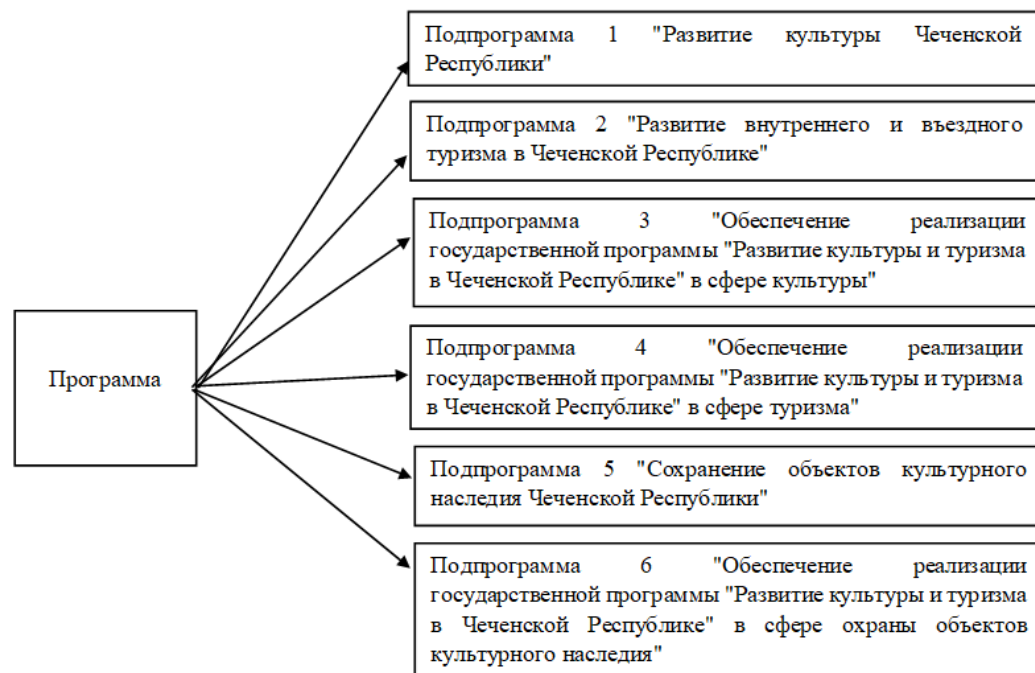 Подпрограмма 1 "Развитие культуры Чеченской
Республики"
Подпрограмма 2 "Развитие внутреннего и въездного
туризма в Чеченской Республике"
Подпрограмма 3 "Обеспечение реализации
государственной программы "Развитие культуры и туризма
в Чеченской Республике" в сфере культуры"
Программа
Подпрограмма 4 "Обеспечение реализации
государственной программы "Развитие культуры и туризма
в Чеченской Республике" в сфере туризма"
Подпрограмма 5 "Сохранение объектов культурного
наследия Чеченской Республики"
Подпрограмма 6 "Обеспечение реализации
государственной программы "Развитие культуры и туризма
в Чеченской Республике" в сфере охраны объектов
культурного наследия"